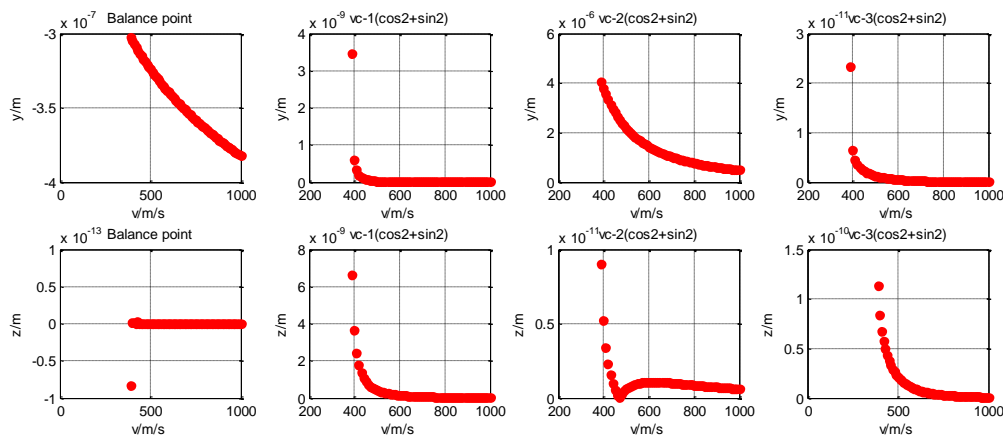 x 10-7 Balance point
-3
-3.5
-4
y/m
0 500 1000
v/m/s
x 10-9 vc-1(cos2+sin2)
4
3
2
1
0
y/m
200 400 600 800 1000
v/m/s
x 10-6 vc-2(cos2+sin2)
6
4
2
0
y/m
200 400 600 800 1000
v/m/s
x 10-11 vc-3(cos2+sin2)
3
2
1
0
y/m
200 400 600 800 1000
v/m/s
x 10-13 Balance point
1
0.5
0
-0.5
-1
z/m
0 500 1000
v/m/s
x 10-9 vc-1(cos2+sin2)
8
6
4
2
0
z/m
200 400 600 800 1000
v/m/s
x 10-11 vc-2(cos2+sin2)
1
0.5
0
z/m
200 400 600 800 1000
v/m/s
x 10-10 vc-3(cos2+sin2)
1.5
1
0.5
0
z/m
0 500 1000
v/m/s